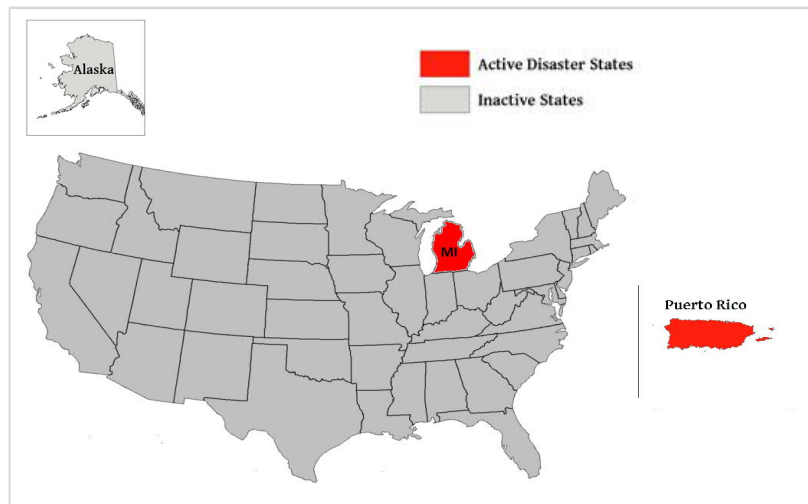 Alaska
Active Disaster States
Inactive States
MI
Puerto Rico